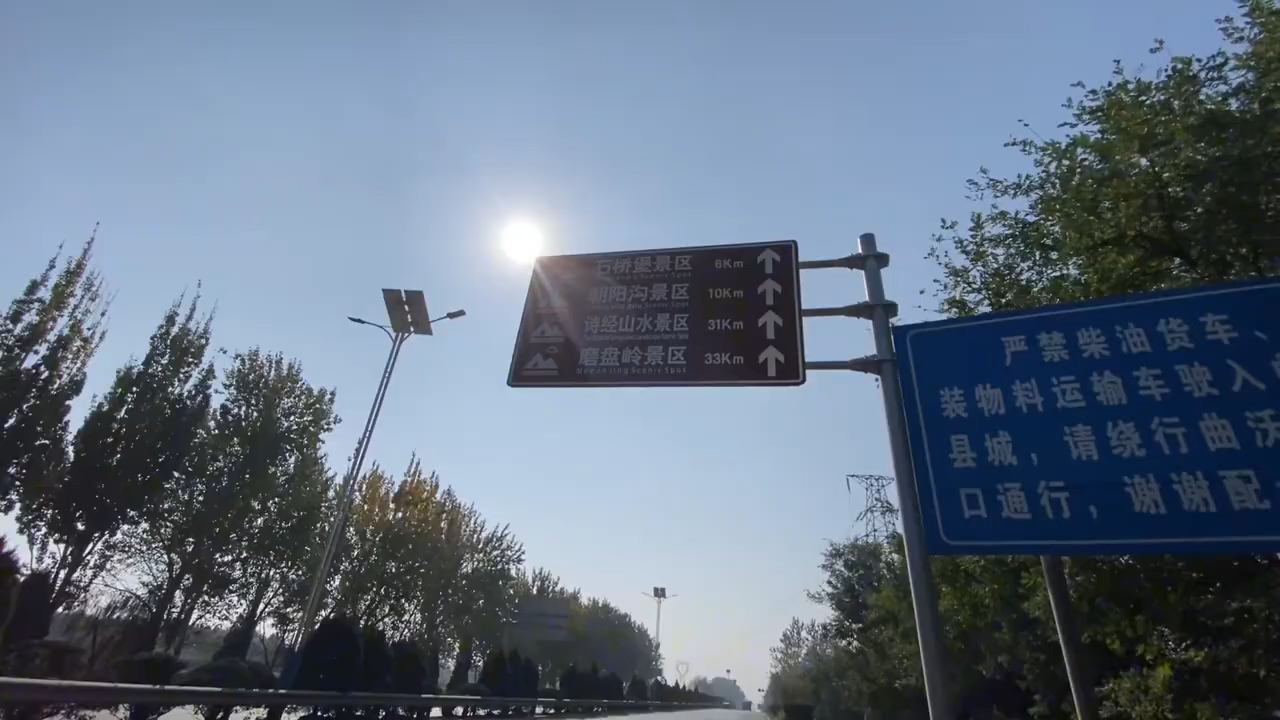 石桥堡景区 6Km
朝阳沟景区 10Km
诗经山水景区 31Km
磨盘岭景区 33Km
Scenic Spot
严禁柴油货车、
装物料运输车驶入
县城，请绕行曲沃
口通行，谢谢配